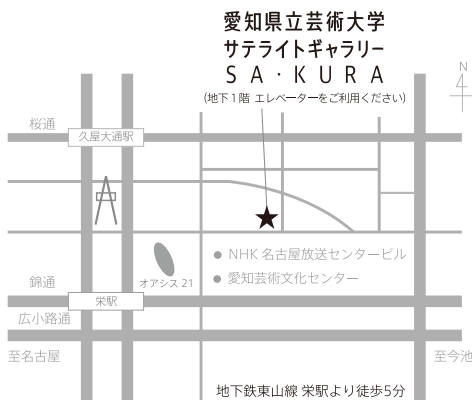 愛知県立芸術大学
サテライトギャラリー
SA・KURA
(地下1階 エレベーターをご利用ください)
N
桜通
久屋大通駅
NHK 名古屋放送センタービル
愛知芸術文化センター
オアシス 21
錦通
栄駅
広小路通
至名古屋
至今池
地下鉄東山線 栄駅より徒歩5分